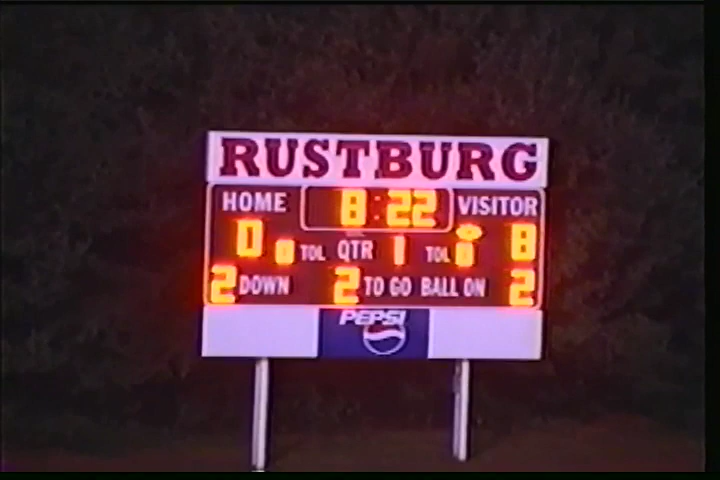 RUSTBURG
HOME 8:22 VISITOR
0 0 TOL QTR 1 TOL 0 8
2 DOWN 2 TO GO BALL ON 2
PEPSI